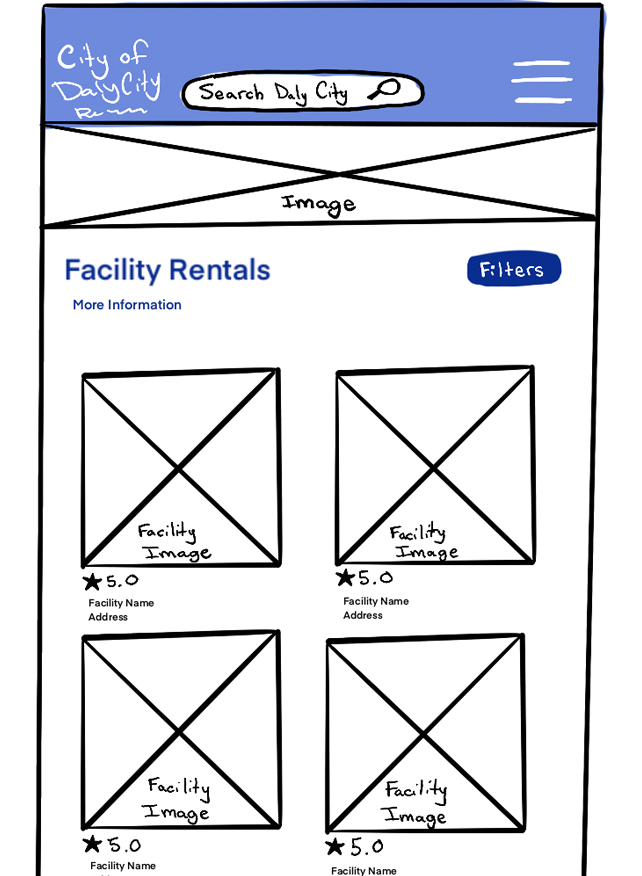 City of
Daly City
Search Daly City
Image
Facility Rentals
Filters
More Information
Facility
Image
Facility
Image
★5.0
★5.0
Facility Name
Address
Facility Name
Address
Facility
Image
Facility
Image
★5.0
★5.0
Facility Name
Facility Name